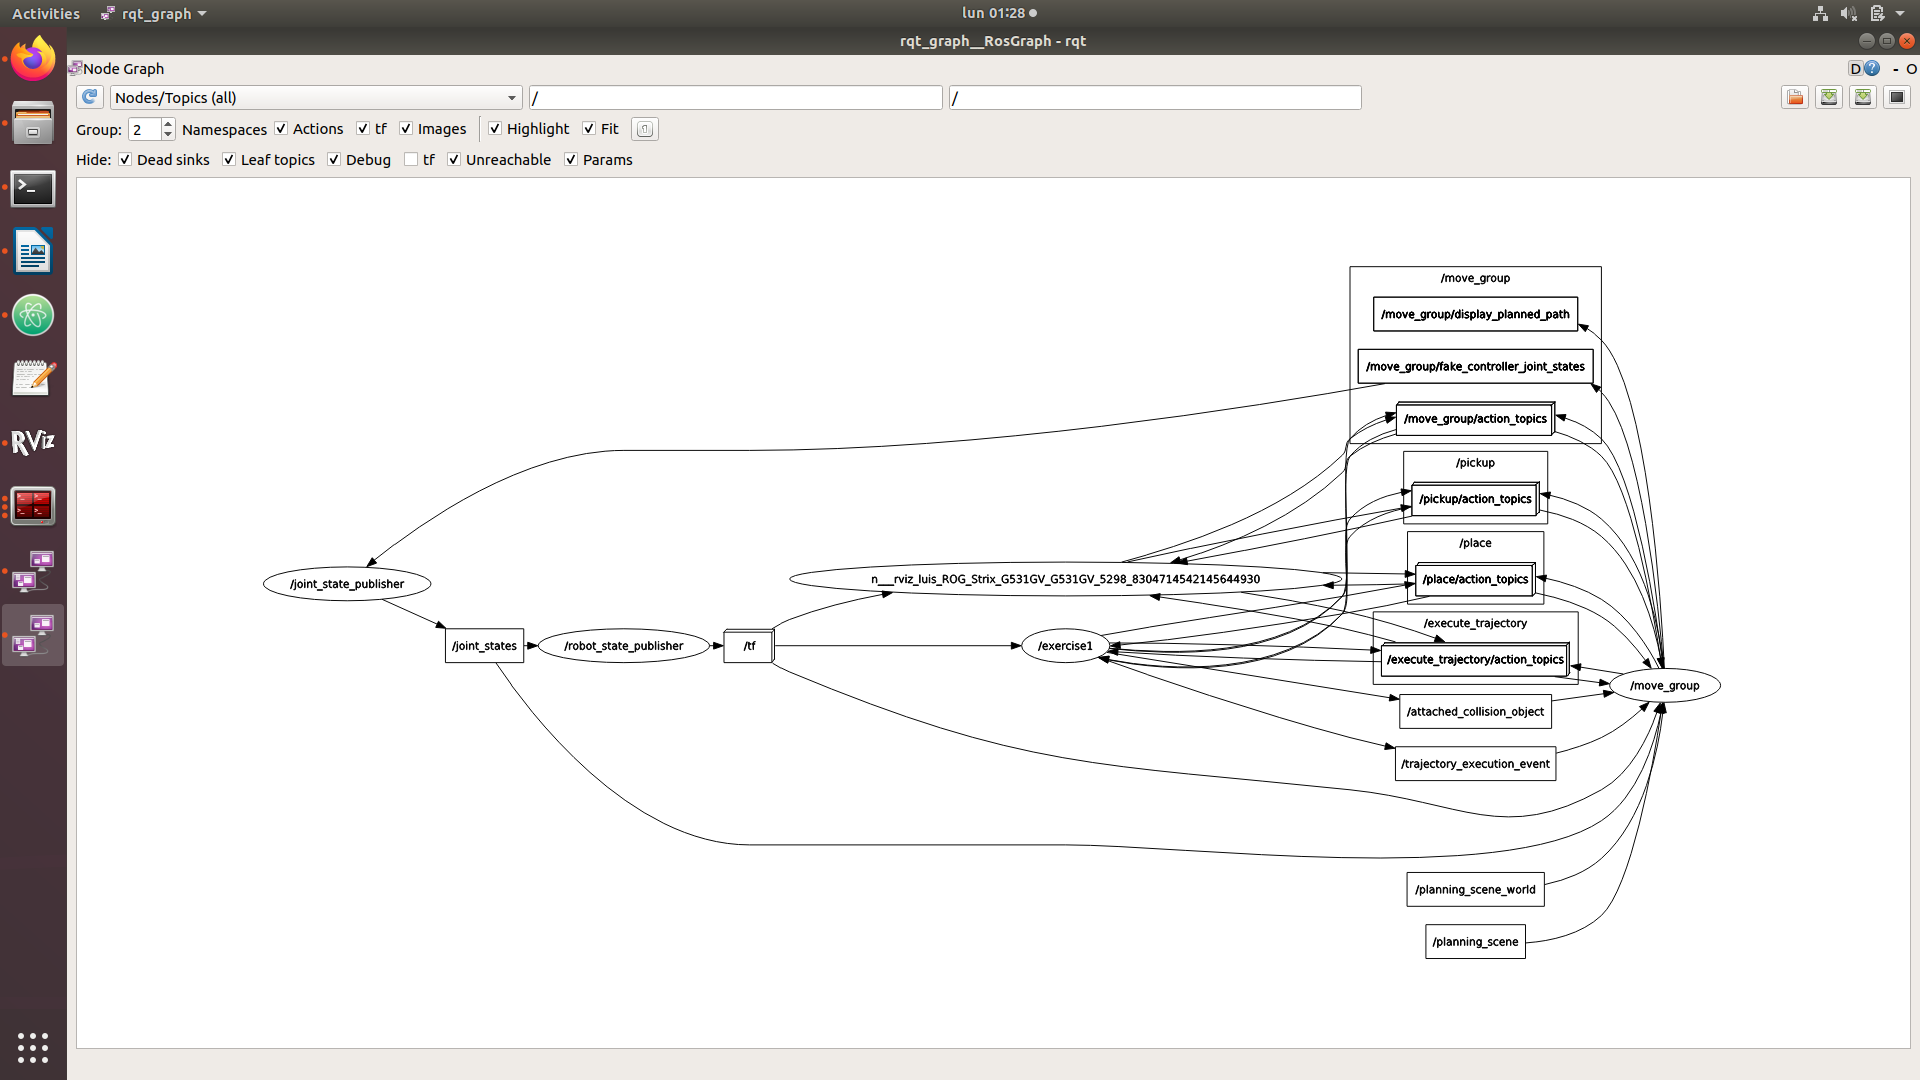 Activities rqt_graph lun 01:28
rqt_graph__RosGraph - rqt
Node Graph D ? - O
Nodes/Topics (all) / /
Group: 2 Namespaces Actions tf Images Highlight Fit
Hide: Dead sinks Leaf topics Debug tf Unreachable Params
RViz
/move_group
/move_group/display_planned_path
/move_group/fake_controller_joint_states
/move_group/action_topics
/pickup
/pickup/action_topics
/place
/joint_state_publisher
n___rviz_luis_ROG_Strix_G531GV_G531GV_5298_8304714542145644930
/place/action_topics
/execute_trajectory
/joint_states
/robot_state_publisher
/tf
/exercise1
/execute_trajectory/action_topics
/move_group
/attached_collision_object
/trajectory_execution_event
/planning_scene_world
/planning_scene